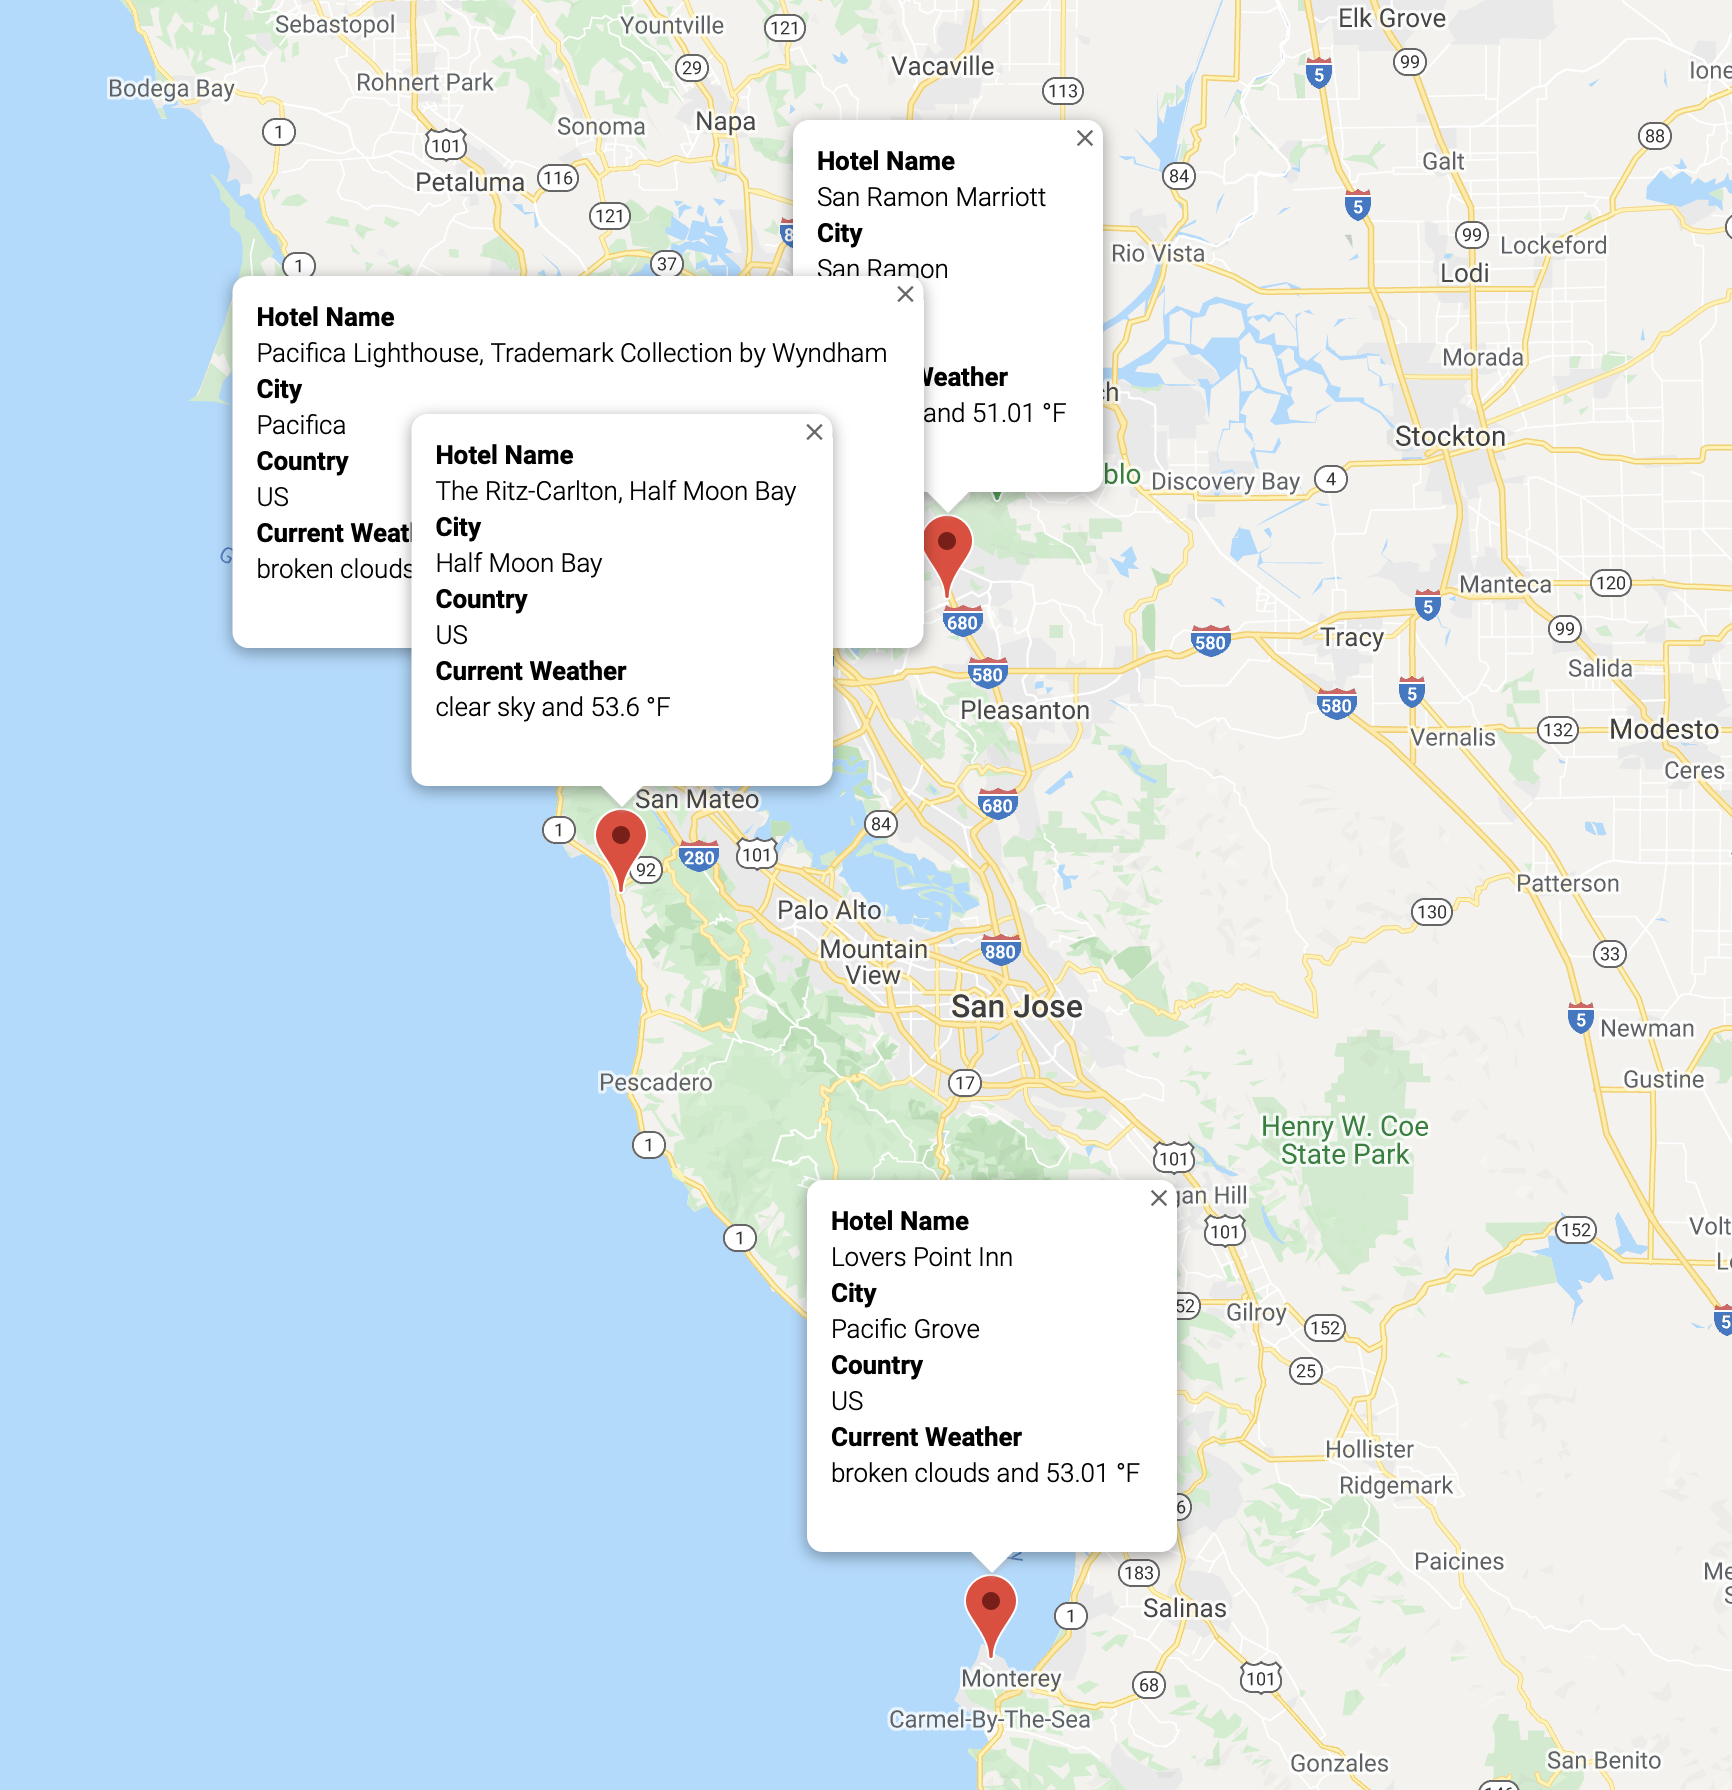 Sebastopol
Yountville
121
Elk Grove
Bodega Bay
Rohnert Park
29
Vacaville
5
99
Ione
113
1
101
Sonoma
Napa
88
Petaluma
116
84
Galt
121
5
99
Lockeford
Rio Vista
Lodi
1
37
Morada
Stockton
Discovery Bay
4
Hotel Name
San Ramon Marriott
City
San Ramon
Weather
and 51.01 °F
Hotel Name
Pacifica Lighthouse, Trademark Collection by Wyndham
City
Pacifica
Country
US
Current Weat
broken clouds
Hotel Name
The Ritz-Carlton, Half Moon Bay
City
Half Moon Bay
Country
US
Current Weather
clear sky and 53.6 °F
Manteca
120
5
680
99
580
Tracy
Salida
580
5
Pleasanton
580
132
Modesto
Vernalis
Ceres
San Mateo
680
1
84
92
280
101
Patterson
Palo Alto
130
Mountain
View
880
33
San Jose
5
Newman
Pescadero
17
Gustine
Henry W. Coe
State Park
1
101
gan Hill
1
101
152
Volt
Hotel Name
Lovers Point Inn
City
Pacific Grove
Country
US
Current Weather
broken clouds and 53.01 °F
52
Gilroy
152
5
25
Hollister
Ridgemark
6
Paicines
183
1
Salinas
Monterey
68
101
Carmel-By-The-Sea
Gonzales
San Benito